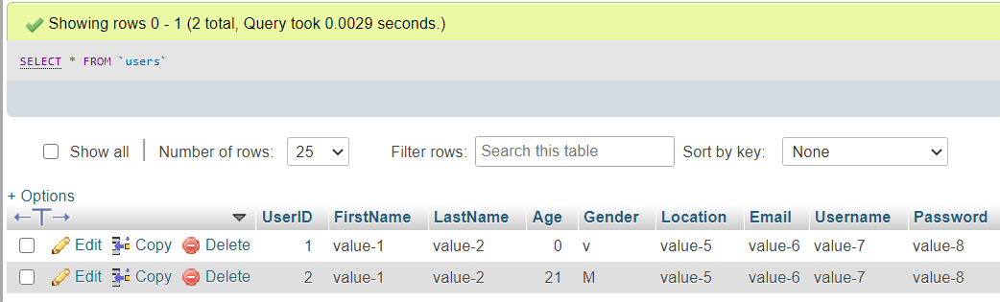 Showing rows 0 - 1 (2 total, Query took 0.0029 seconds.)
SELECT * FROM `users`
Show all Number of rows: 25 Filter rows: Search this table Sort by key: None
+ Options
←T→ UserID FirstName LastName Age Gender Location Email Username Password
Edit Copy Delete 1 value-1 value-2 0 v value-5 value-6 value-7 value-8
Edit Copy Delete 2 value-1 value-2 21 M value-5 value-6 value-7 value-8